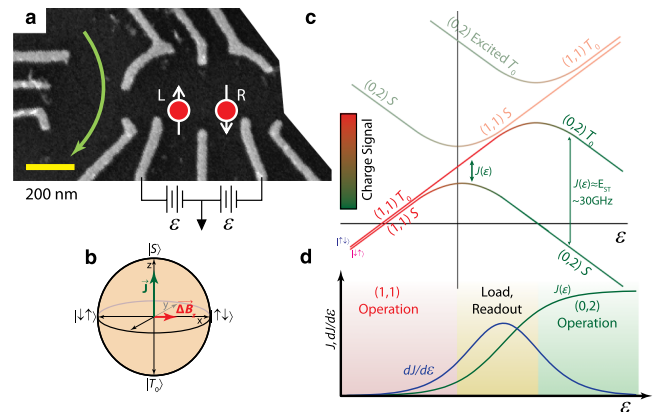 a
L
R
200 nm
ε
ε
b
|S⟩
z
J
|↓↑⟩
y
ΔB
x
|↑↓⟩
|T₀⟩
c
(0,2) Excited T₀
(1,1) T₀
(0,2) S
(1,1) S
(0,2) T₀
Charge Signal
J(ε)
J(ε)≈E_ST
~30GHz
(1,1) T₀
(1,1) S
ε
|↑↓⟩
|↓↑⟩
(0,2) S
d
J, dJ/dε
(1,1)
Operation
Load,
Readout
J(ε)
(0,2)
Operation
dJ/dε
ε